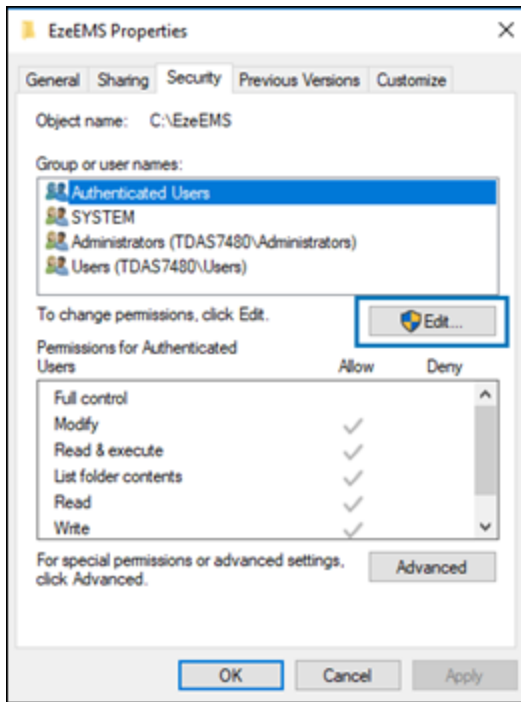 EzeEMS Properties
General Sharing Security Previous Versions Customize
Object name: C:\EzeEMS
Group or user names:
Authenticated Users
SYSTEM
Administrators (TDAS7480\Administrators)
Users (TDAS7480\Users)
To change permissions, click Edit.
Edit...
Permissions for Authenticated
Users Allow Deny
Full control
Modify
Read & execute
List folder contents
Read
Write
For special permissions or advanced settings,
click Advanced.
Advanced
OK Cancel Apply